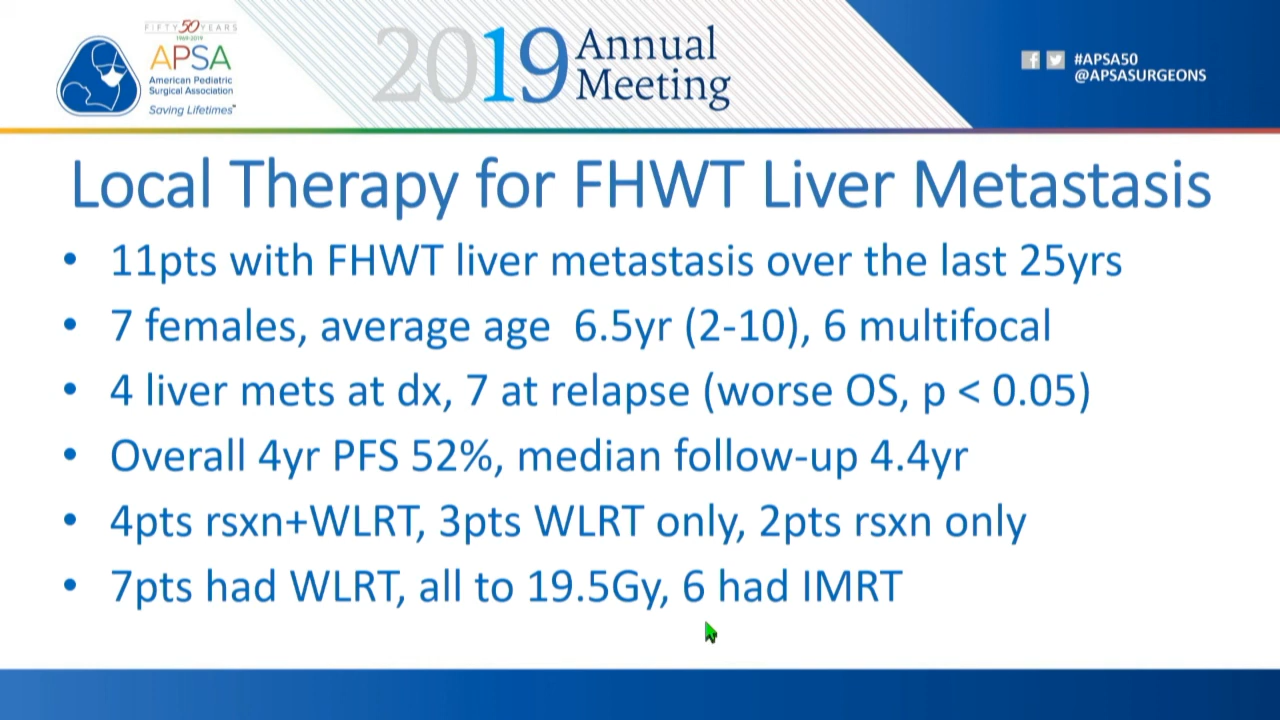 FIFTY 50 YEARS
1969-2019
APSA
American Pediatric
Surgical Association
Saving Lifetimes™
2019 Annual
Meeting
#APSA50
@APSASURGEONS
Local Therapy for FHWT Liver Metastasis
• 11pts with FHWT liver metastasis over the last 25yrs
• 7 females, average age 6.5yr (2-10), 6 multifocal
• 4 liver mets at dx, 7 at relapse (worse OS, p < 0.05)
• Overall 4yr PFS 52%, median follow-up 4.4yr
• 4pts rsxn+WLRT, 3pts WLRT only, 2pts rsxn only
• 7pts had WLRT, all to 19.5Gy, 6 had IMRT